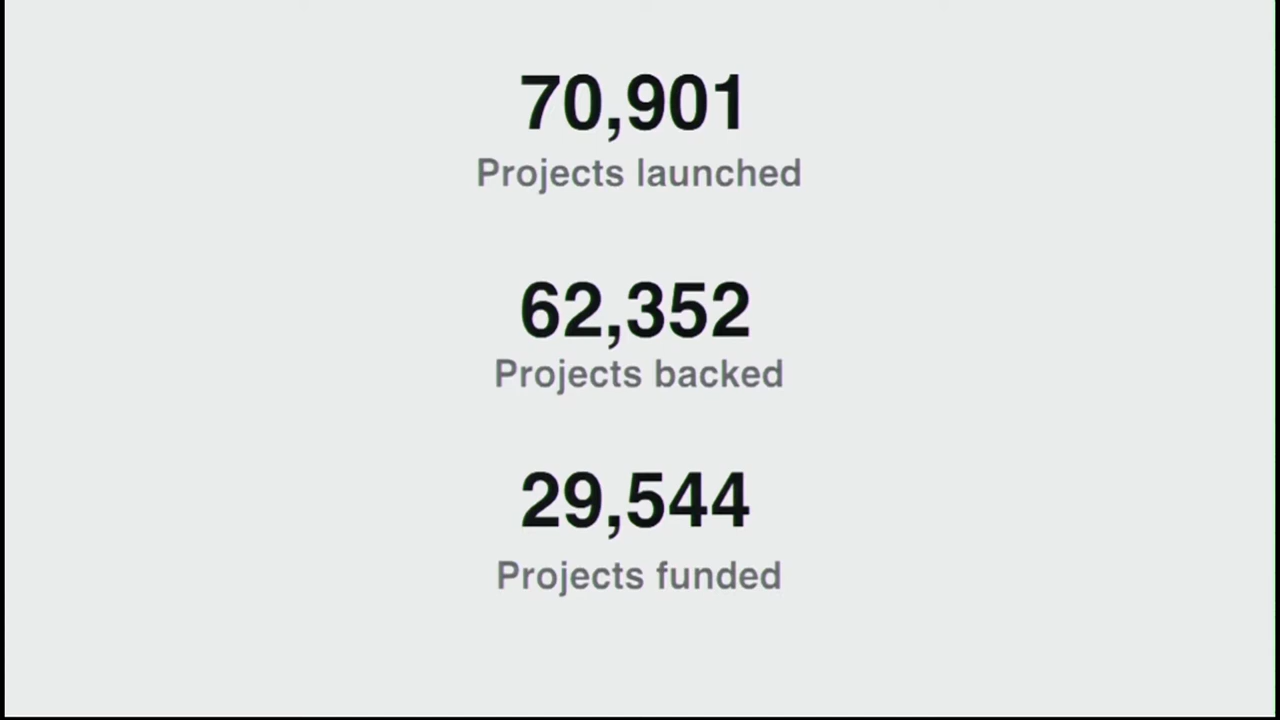 70,901
Projects launched
62,352
Projects backed
29,544
Projects funded